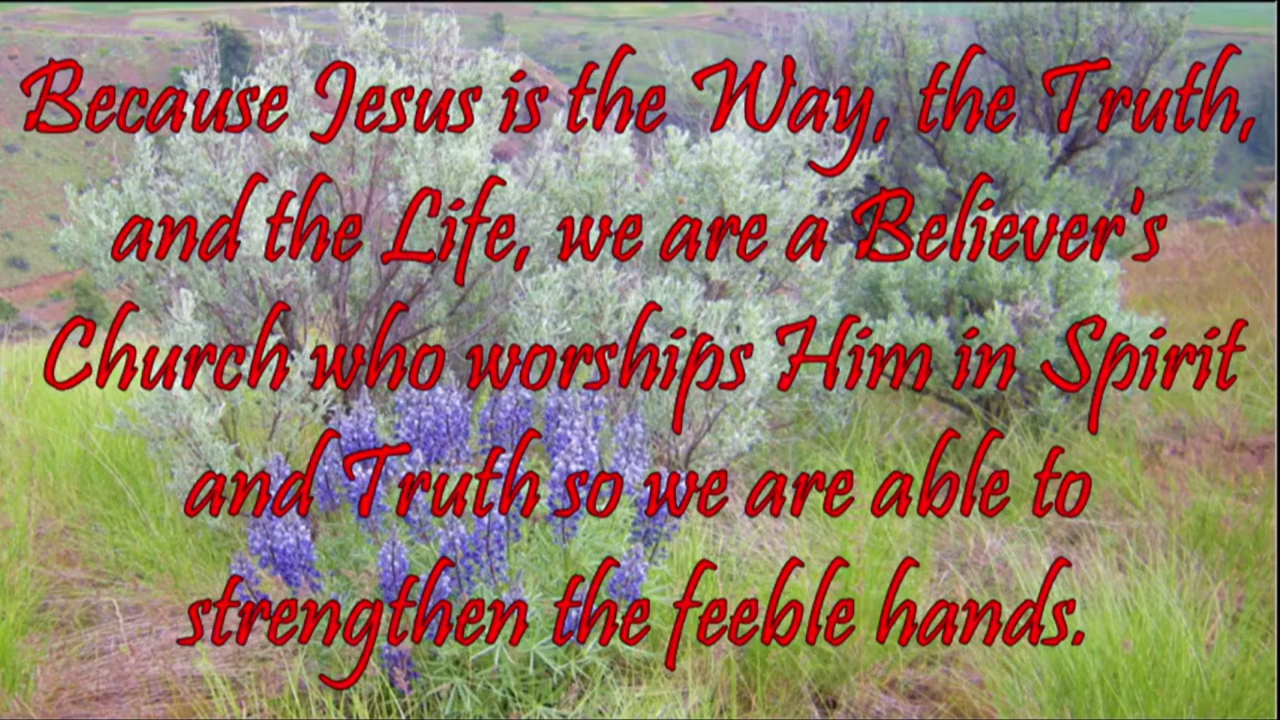 Because Jesus is the Way, the Truth,
and the Life, we are a Believer's
Church who worships Him in Spirit
and Truth so we are able to
strengthen the feeble hands.